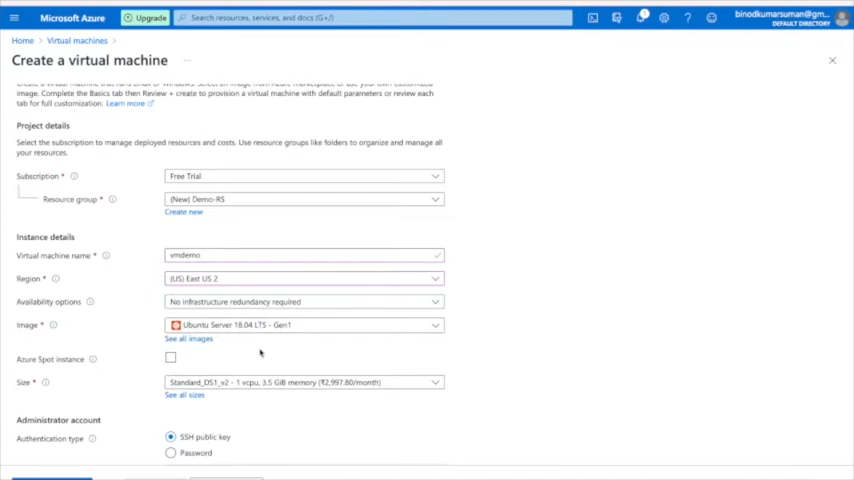 Microsoft Azure
Upgrade
Search resources, services, and docs (G+/)
1
binodkumarsuman@gm...
DEFAULT DIRECTORY
Home > Virtual machines >
Create a virtual machine ...
image. Complete the Basics tab then Review + create to provision a virtual machine with default parameters or review each
tab for full customization. Learn more
Project details
Select the subscription to manage deployed resources and costs. Use resource groups like folders to organize and manage all
your resources.
Subscription *
Free Trial
Resource group *
(New) Demo-RS
Create new
Instance details
Virtual machine name *
vmdemo
Region *
(US) East US 2
Availability options
No infrastructure redundancy required
Image *
Ubuntu Server 18.04 LTS - Gen1
See all images
Azure Spot instance
Size *
Standard_DS1_v2 - 1 vcpu, 3.5 GiB memory (₹2,997.80/month)
See all sizes
Administrator account
Authentication type
SSH public key
Password